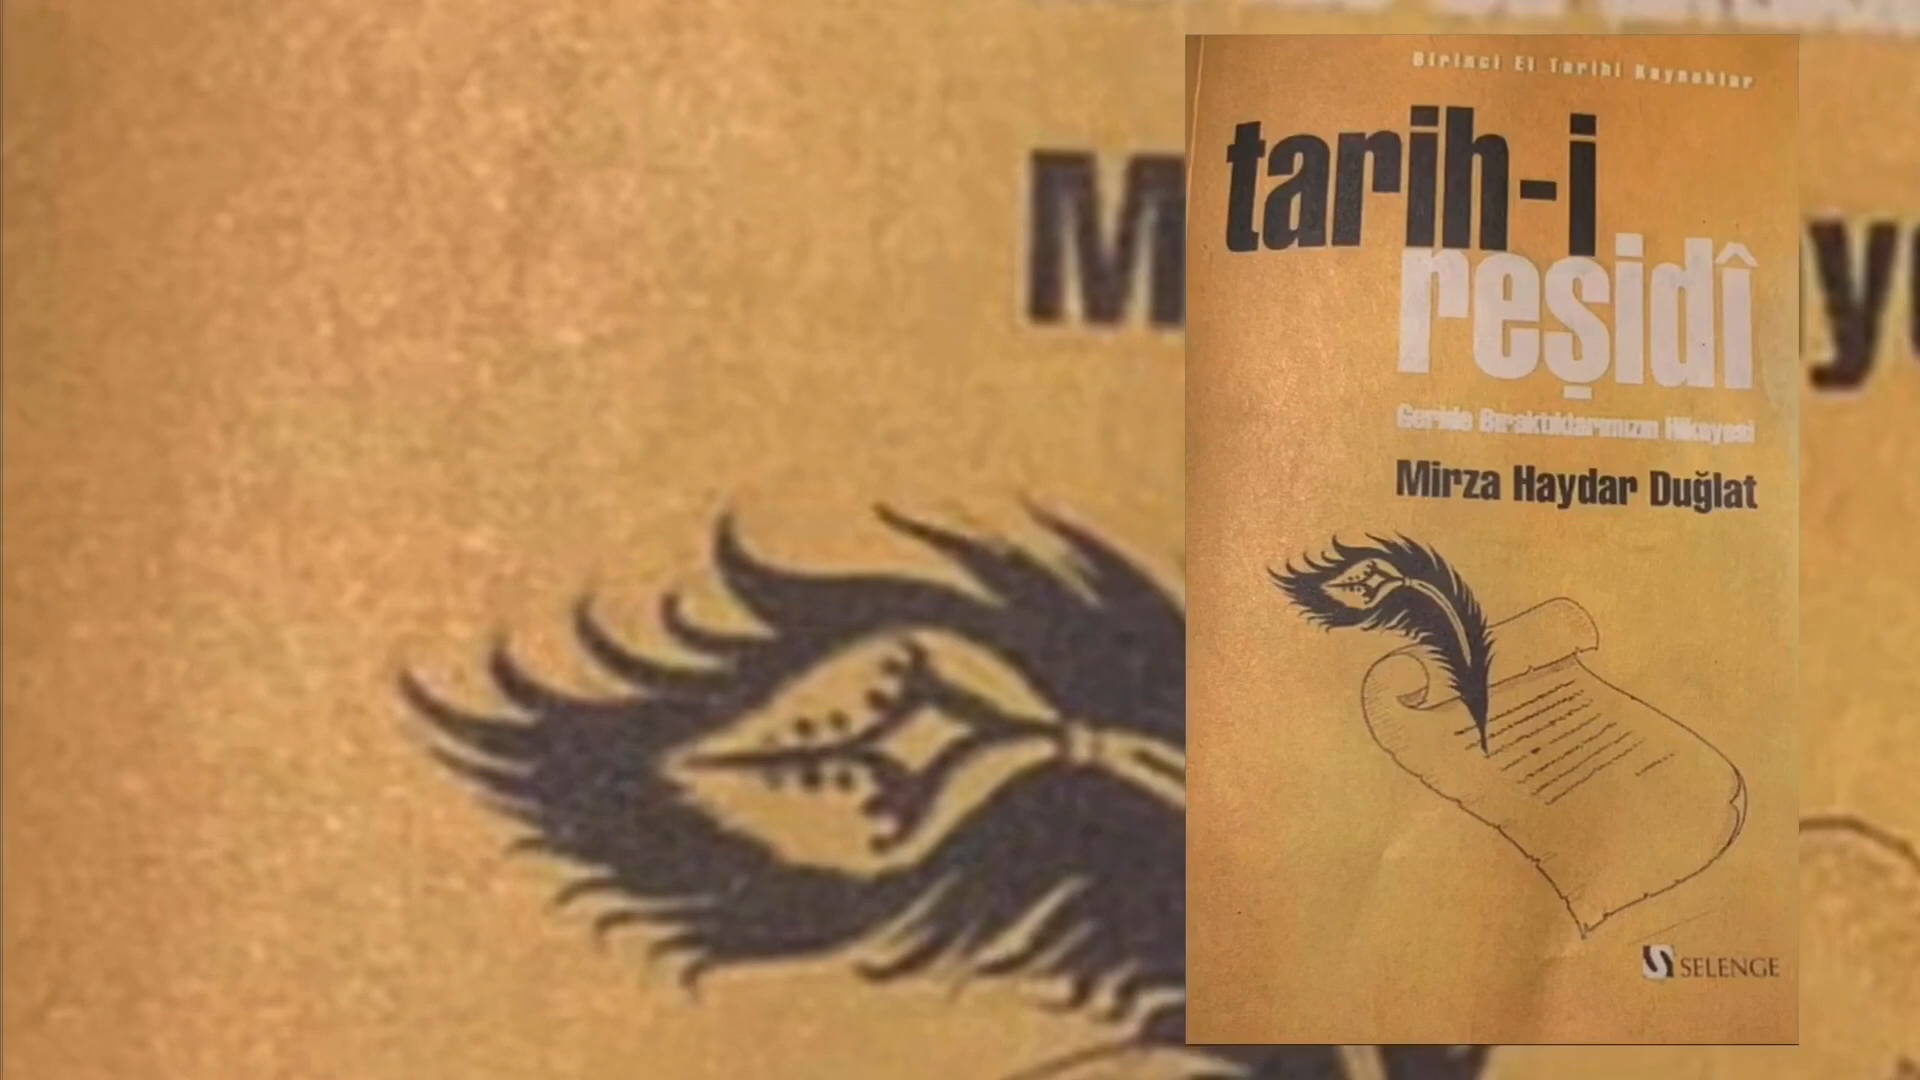 Birinci El Tarihi Kaynaklar
tarih-i
reşidî
Geride Bıraktıklarımızın Hikayesi
Mirza Haydar Duğlat
SELENGE
M
y